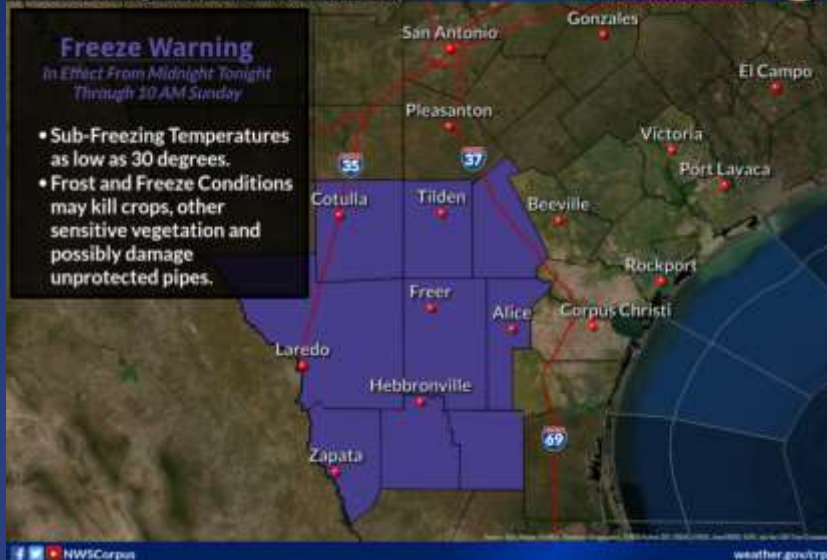 Freeze Warning
In Effect From Midnight Tonight
Through 10 AM Sunday
• Sub-Freezing Temperatures
as low as 30 degrees.
• Frost and Freeze Conditions
may kill crops, other
sensitive vegetation and
possibly damage
unprotected pipes.
San Antonio
Gonzales
El Campo
Pleasanton
Victoria
35
37
Port Lavaca
Cotulla
Tilden
Beeville
Rockport
Freer
Alice
Corpus Christi
Laredo
Hebbronville
69
Zapata
NWSCorpus
weather.gov/crp